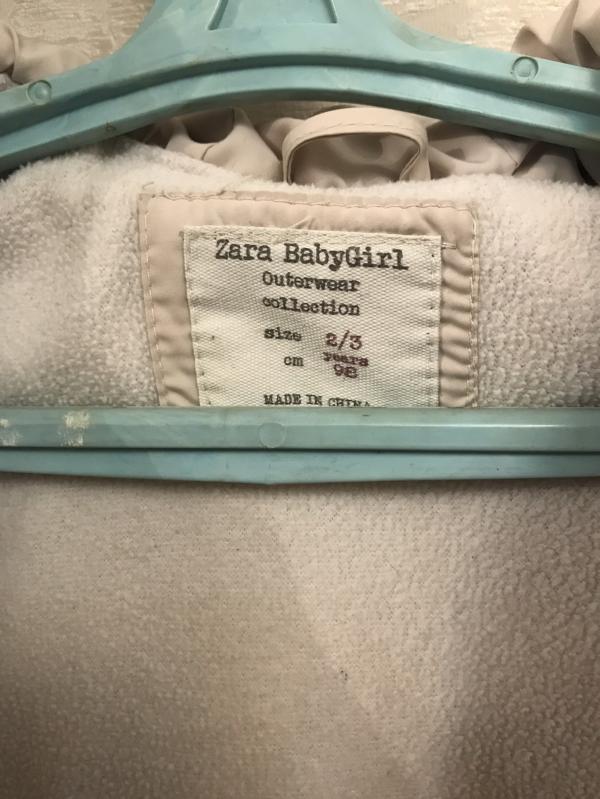 Zara BabyGirl
Outerwear
collection
size 2/3
years
cm 98
MADE IN CHINA